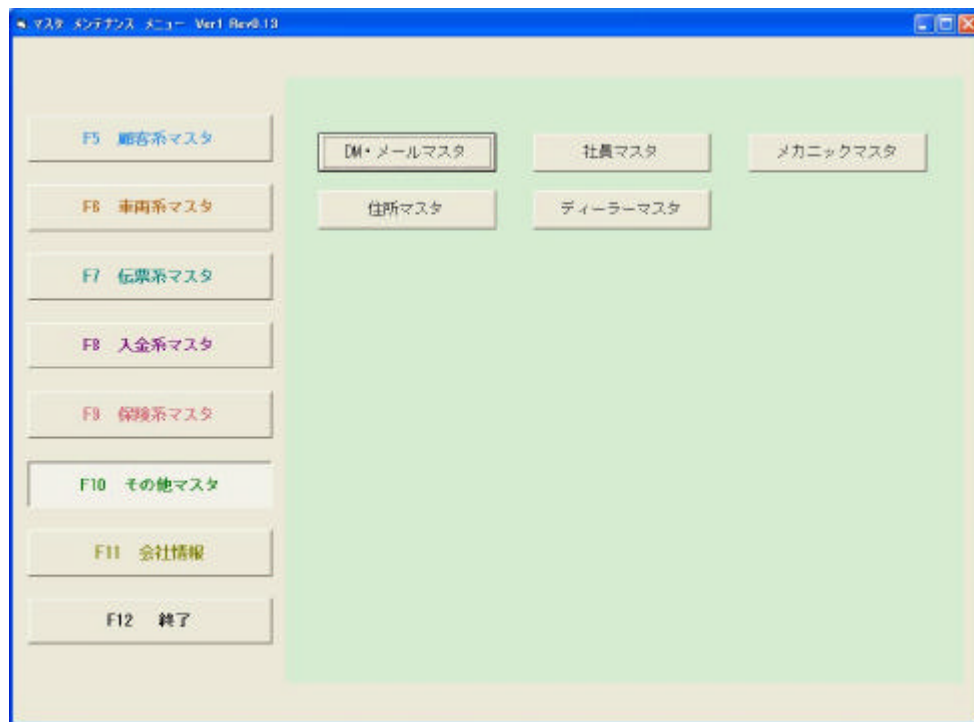 マスタ メンテナンス メニュー Ver1 Rev0.13
F5 顧客系マスタ
F6 車両系マスタ
F7 伝票系マスタ
F8 入金系マスタ
F9 保険系マスタ
F10 その他マスタ
F11 会社情報
F12 終了
DM・メールマスタ 社員マスタ メカニックマスタ
住所マスタ ディーラーマスタ